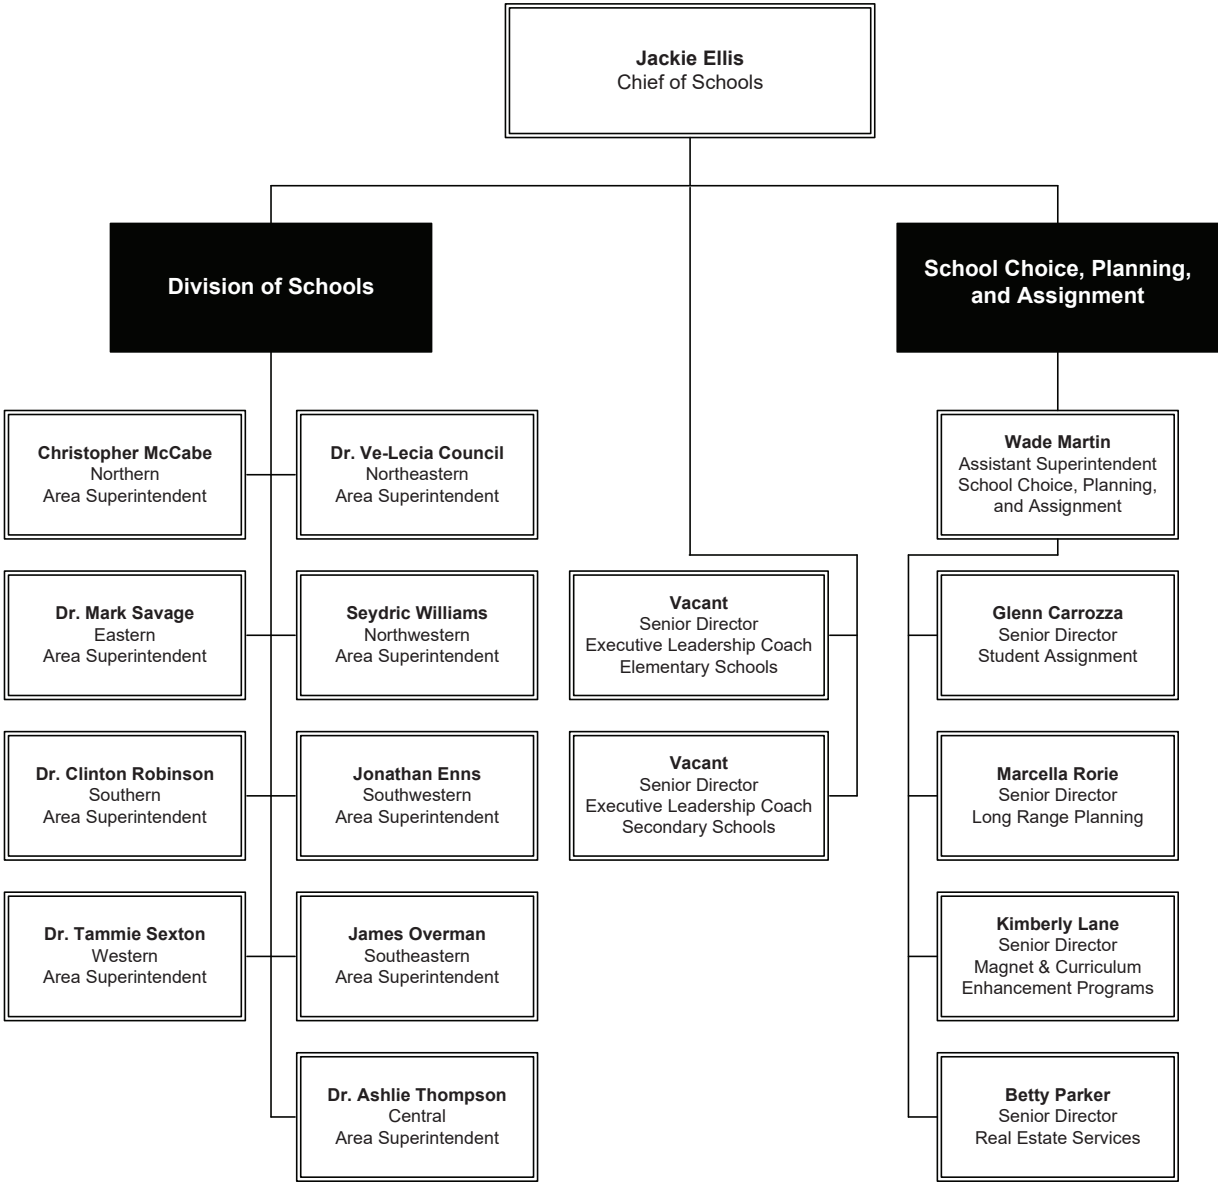 Jackie Ellis
Chief of Schools
Division of Schools
School Choice, Planning,
and Assignment
Christopher McCabe
Northern
Area Superintendent
Dr. Ve-Lecia Council
Northeastern
Area Superintendent
Wade Martin
Assistant Superintendent
School Choice, Planning,
and Assignment
Dr. Mark Savage
Eastern
Area Superintendent
Seydric Williams
Northwestern
Area Superintendent
Vacant
Senior Director
Executive Leadership Coach
Elementary Schools
Glenn Carrozza
Senior Director
Student Assignment
Dr. Clinton Robinson
Southern
Area Superintendent
Jonathan Enns
Southwestern
Area Superintendent
Vacant
Senior Director
Executive Leadership Coach
Secondary Schools
Marcella Rorie
Senior Director
Long Range Planning
Dr. Tammie Sexton
Western
Area Superintendent
James Overman
Southeastern
Area Superintendent
Kimberly Lane
Senior Director
Magnet & Curriculum
Enhancement Programs
Dr. Ashlie Thompson
Central
Area Superintendent
Betty Parker
Senior Director
Real Estate Services